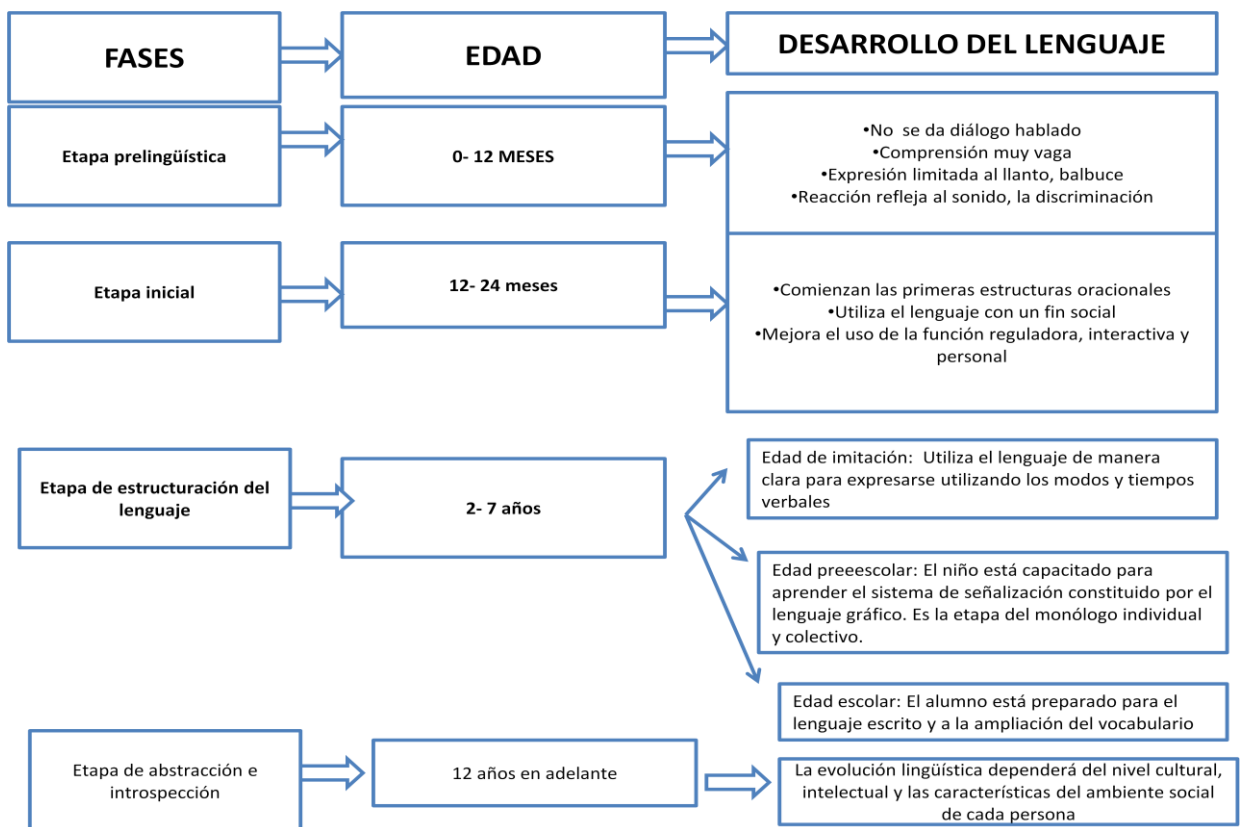 FASES
EDAD
DESARROLLO DEL LENGUAJE
Etapa prelingüística
0- 12 MESES
•No se da diálogo hablado
•Comprensión muy vaga
•Expresión limitada al llanto, balbuce
•Reacción refleja al sonido, la discriminación
Etapa inicial
12- 24 meses
•Comienzan las primeras estructuras oracionales
•Utiliza el lenguaje con un fin social
•Mejora el uso de la función reguladora, interactiva y
personal
Etapa de estructuración del
lenguaje
2- 7 años
Edad de imitación: Utiliza el lenguaje de manera
clara para expresarse utilizando los modos y tiempos
verbales
Edad preeescolar: El niño está capacitado para
aprender el sistema de señalización constituido por el
lenguaje gráfico. Es la etapa del monólogo individual
y colectivo.
Edad escolar: El alumno está preparado para el
lenguaje escrito y a la ampliación del vocabulario
Etapa de abstracción e
introspección
12 años en adelante
La evolución lingüística dependerá del nivel cultural,
intelectual y las características del ambiente social
de cada persona